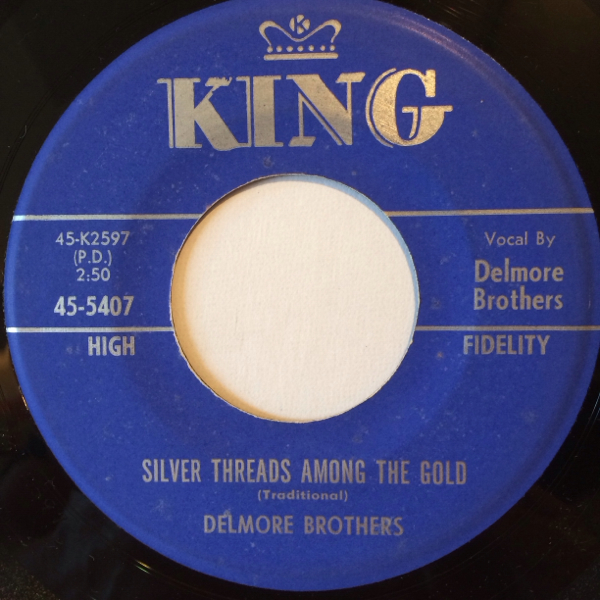 K
KING
45-K2597
(P.D.)
2:50
45-5407
Vocal By
Delmore
Brothers
HIGH FIDELITY
SILVER THREADS AMONG THE GOLD
(Traditional)
DELMORE BROTHERS